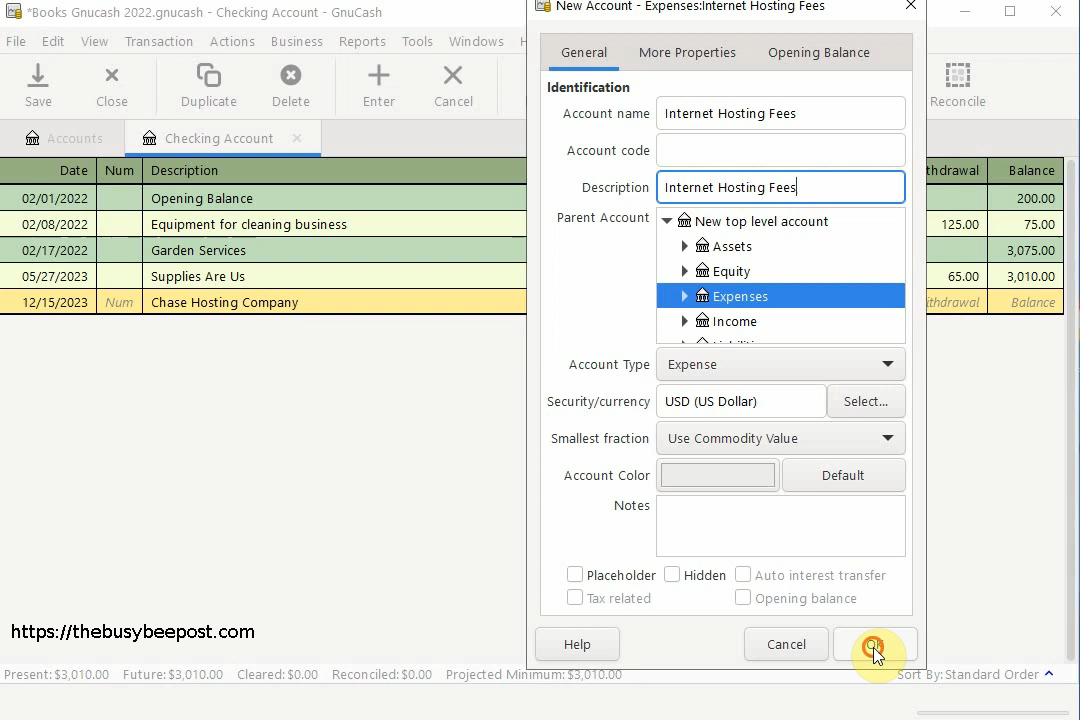 *Books Gnucash 2022.gnucash - Checking Account - GnuCash
New Account - Expenses:Internet Hosting Fees
File Edit View Transaction Actions Business Reports Tools Windows
Save Close Duplicate Delete Enter Cancel Reconcile
Accounts Checking Account
General More Properties Opening Balance
Identification
Account name Internet Hosting Fees
Account code
Description Internet Hosting Fees
Parent Account New top level account
Assets
Equity
Expenses
Income
Account Type Expense
Security/currency USD (US Dollar) Select...
Smallest fraction Use Commodity Value
Account Color Default
Notes
Placeholder Hidden Auto interest transfer
Tax related Opening balance
Help Cancel OK
Date Num Description thdrawal Balance
02/01/2022 Opening Balance 200.00
02/08/2022 Equipment for cleaning business 125.00 75.00
02/17/2022 Garden Services 3,075.00
05/27/2023 Supplies Are Us 65.00 3,010.00
12/15/2023 Num Chase Hosting Company ithdrawal Balance
https://thebusybeepost.com
Present: $3,010.00 Future: $3,010.00 Cleared: $0.00 Reconciled: $0.00 Projected Minimum: $3,010.00 Sort By: Standard Order